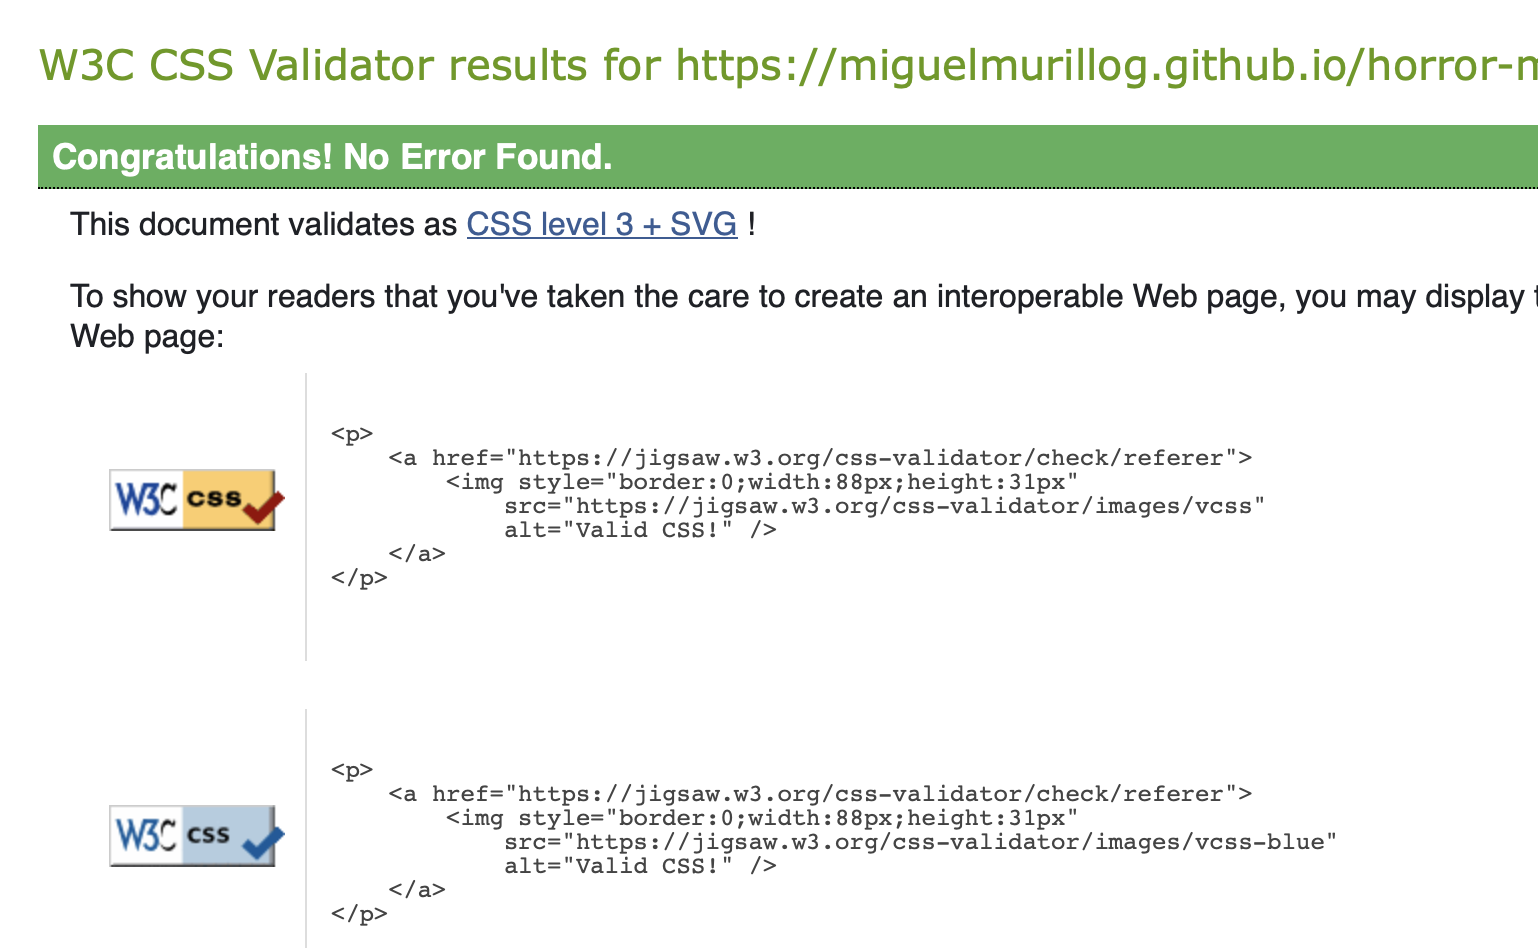 W3C CSS Validator results for https://miguelmurillog.github.io/horror-m
Congratulations! No Error Found.
This document validates as CSS level 3 + SVG !
To show your readers that you've taken the care to create an interoperable Web page, you may display
Web page:
<p>
<a href="https://jigsaw.w3.org/css-validator/check/referer">
<img style="border:0;width:88px;height:31px"
W3C css
src="https://jigsaw.w3.org/css-validator/images/vcss"
alt="Valid CSS!" />
</a>
</p>
<p>
<a href="https://jigsaw.w3.org/css-validator/check/referer">
<img style="border:0;width:88px;height:31px"
W3C css
src="https://jigsaw.w3.org/css-validator/images/vcss-blue"
alt="Valid CSS!" />
</a>
</p>